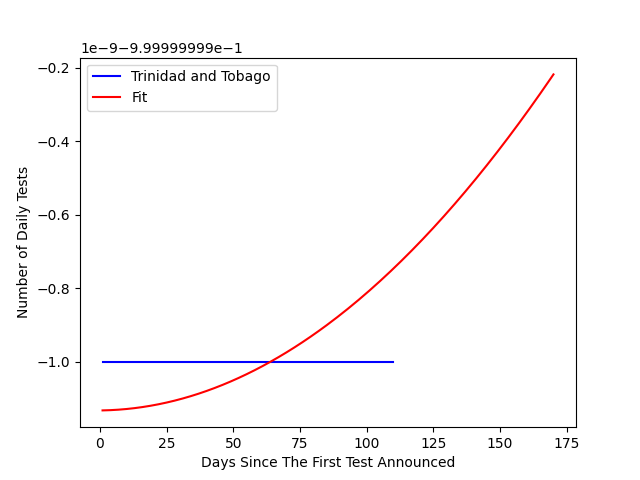 1e−9−9.99999999e−1
Trinidad and Tobago
Fit
Number of Daily Tests
−0.2
−0.4
−0.6
−0.8
−1.0
0 25 50 75 100 125 150 175
Days Since The First Test Announced